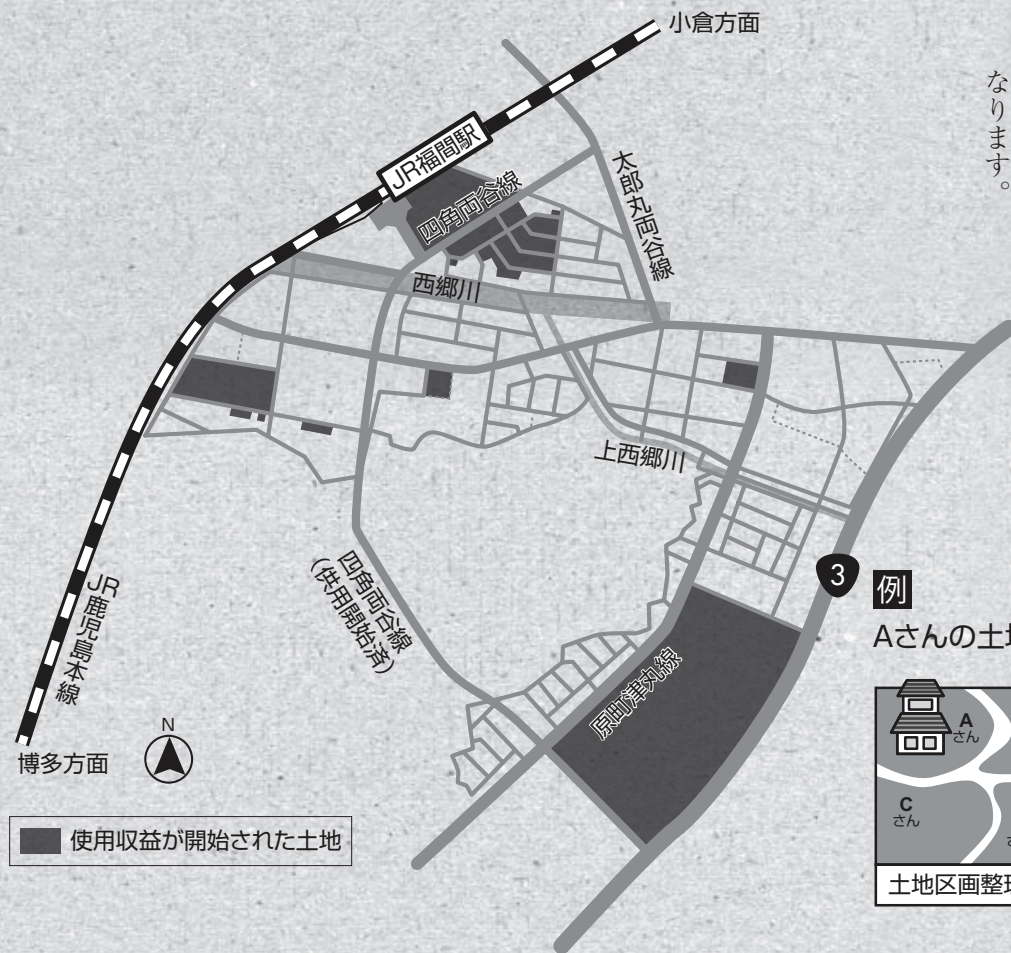 小倉方面
なります。
JR福間駅
四角両谷線
太郎丸両谷線
西郷川
上西郷川
3
四角両谷線
(供用開始済)
JR鹿児島本線
原町津丸線
博多方面
N
使用収益が開始された土地
例
Aさんの土地
A
さん
C
さん
さ
土地区画整理